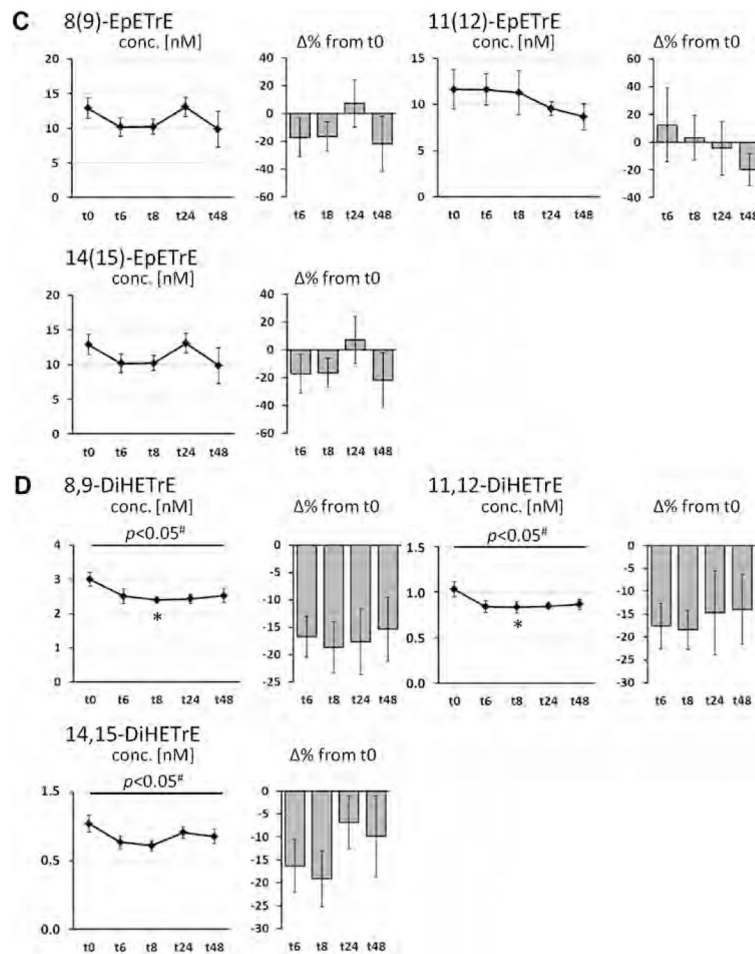 C
8(9)-EpETrE
conc. [nM]
20
15
10
5
0
t0 t6 t8 t24 t48
Δ% from t0
40
20
0
-20
-40
-60
t6 t8 t24 t48
11(12)-EpETrE
conc. [nM]
15
10
5
0
t0 t6 t8 t24 t48
Δ% from t0
60
40
20
0
-20
-40
t6 t8 t24 t48
14(15)-EpETrE
conc. [nM]
20
15
10
5
0
t0 t6 t8 t24 t48
Δ% from t0
40
20
0
-20
-40
-60
t6 t8 t24 t48
D
8,9-DiHETrE
conc. [nM]
p<0.05#
4
3
2
1
0
*
t0 t6 t8 t24 t48
Δ% from t0
0
-5
-10
-15
-20
-25
t6 t8 t24 t48
11,12-DiHETrE
conc. [nM]
p<0.05#
1.5
1.0
0.5
0.0
*
t0 t6 t8 t24 t48
Δ% from t0
0
-5
-10
-15
-20
-25
-30
t6 t8 t24 t48
14,15-DiHETrE
conc. [nM]
p<0.05#
1.5
0.5
0.0
t0 t6 t8 t24 t48
Δ% from t0
0
-5
-10
-15
-20
-25
-30
t6 t8 t24 t48